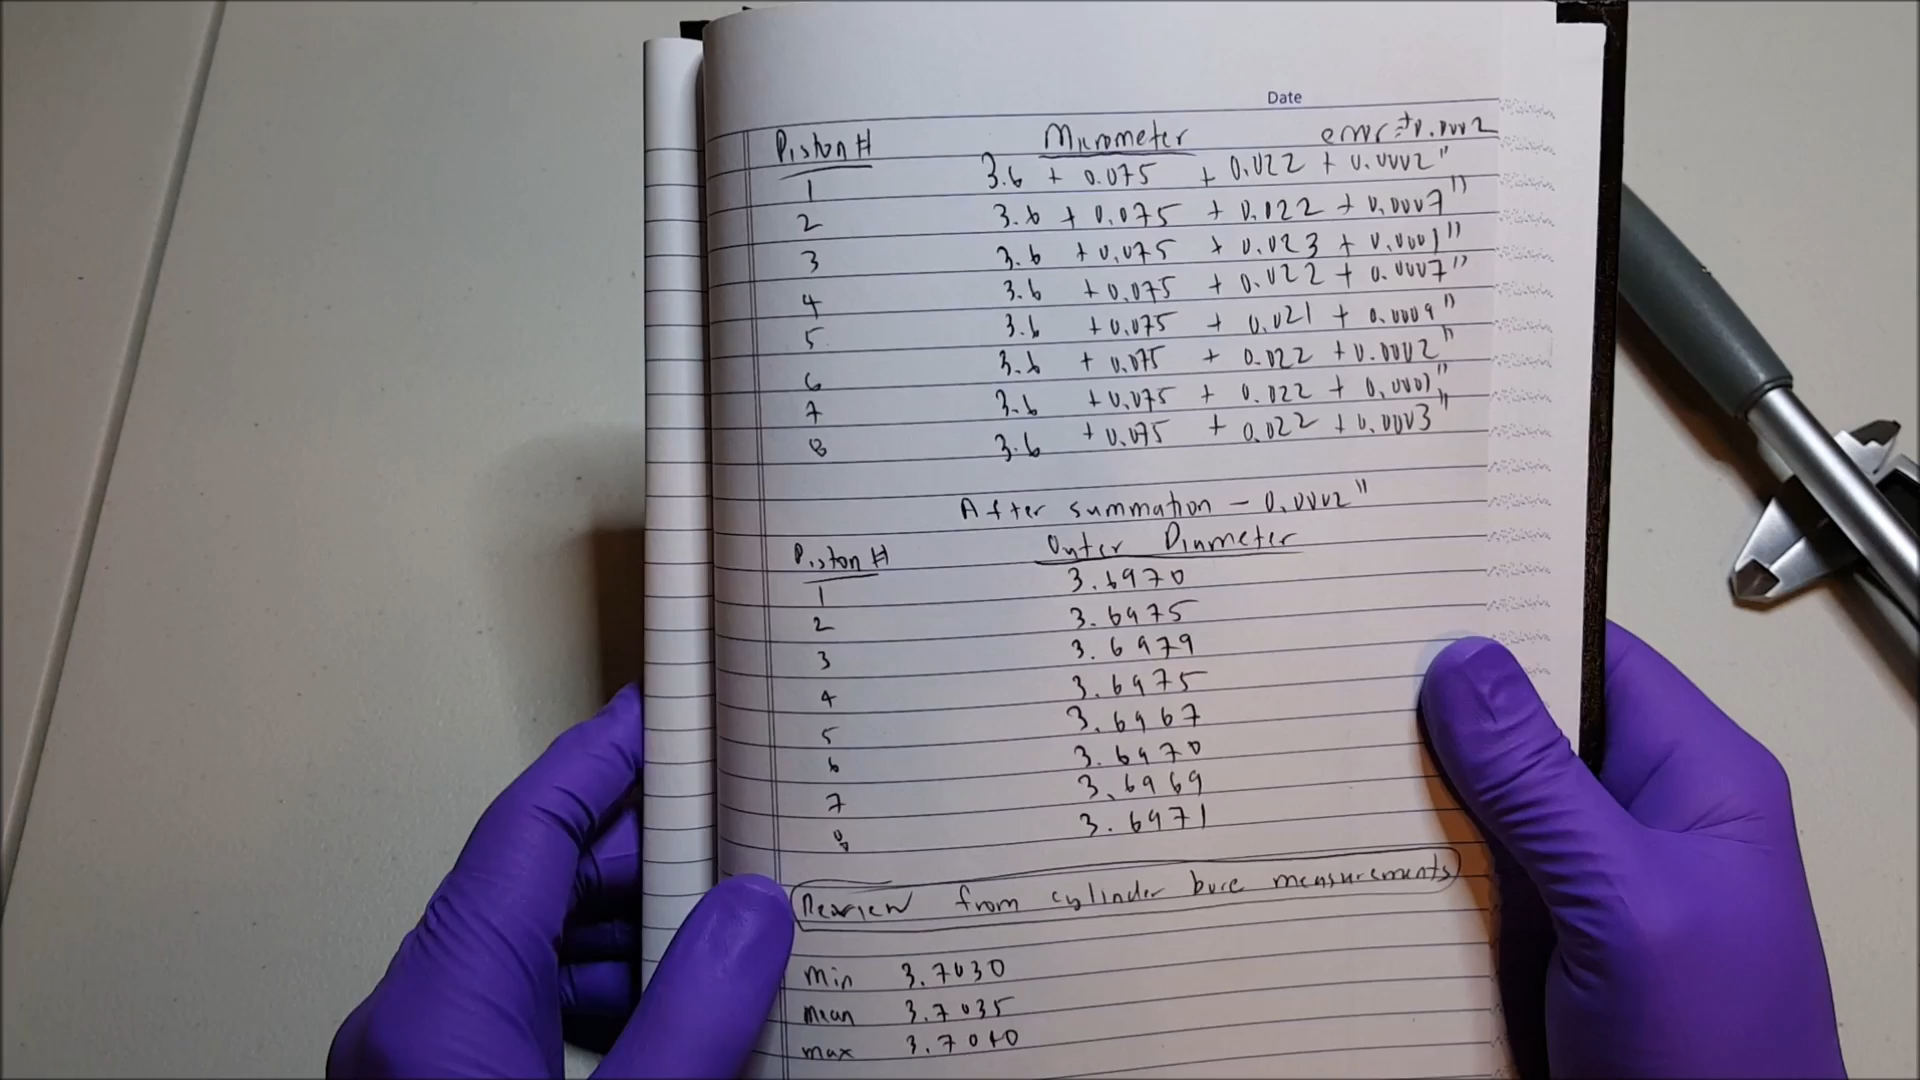 Date
Piston # Micrometer error=+0.0002
1 3.6 + 0.075 + 0.022 + 0.0002"
2 3.6 + 0.075 + 0.022 + 0.0007"
3 3.6 + 0.075 + 0.023 + 0.0001"
4 3.6 + 0.075 + 0.022 + 0.0007"
5 3.6 + 0.075 + 0.021 + 0.0009"
6 3.6 + 0.075 + 0.022 + 0.0002"
7 3.6 + 0.075 + 0.022 + 0.0001"
8 3.6 + 0.075 + 0.022 + 0.0003"
After summation - 0.0002"
Piston # Outer Diameter
1 3.6970
2 3.6975
3 3.6979
4 3.6975
5 3.6967
6 3.6970
7 3.6969
8 3.6971
Review from cylinder bore measurements
Min 3.7030
mean 3.7035
max 3.7040